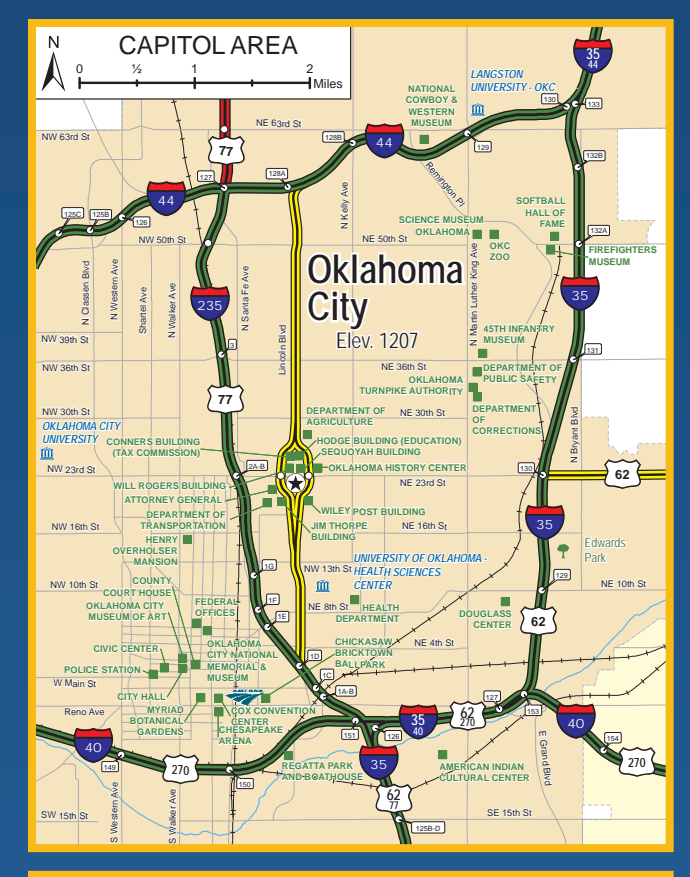 CAPITOL AREA
N
0 ½ 1 2
Miles
35
44
LANGSTON
UNIVERSITY - OKC
NATIONAL
COWBOY &
WESTERN
MUSEUM
130
133
NE 63rd St
NW 63rd St
77
128B
44
129
132B
Remington Pl
127
128A
44
125C
125B
126
N Kelly Ave
SOFTBALL
HALL OF
FAME
SCIENCE MUSEUM
OKLAHOMA
OKC
ZOO
132A
NW 50th St
NE 50th St
FIREFIGHTERS
MUSEUM
N Classen Blvd
N Western Ave
Shartel Ave
N Walker Ave
N Santa Fe Ave
Lincoln Blvd
N Martin Luther King Ave
Oklahoma
City
Elev. 1207
235
35
45TH INFANTRY
MUSEUM
NW 39th St
3
131
NW 36th St
NE 36th St
DEPARTMENT OF
PUBLIC SAFETY
OKLAHOMA
TURNPIKE AUTHORITY
77
NW 30th St
NE 30th St
DEPARTMENT
OF
CORRECTIONS
DEPARTMENT OF
AGRICULTURE
N Bryant Blvd
OKLAHOMA CITY
UNIVERSITY
CONNERS BUILDING
(TAX COMMISSION)
HODGE BUILDING (EDUCATION)
SEQUOYAH BUILDING
OKLAHOMA HISTORY CENTER
NW 23rd St
2A-B
130
62
NE 23rd St
WILL ROGERS BUILDING
ATTORNEY GENERAL
DEPARTMENT OF
TRANSPORTATION
WILEY POST BUILDING
JIM THORPE
BUILDING
NW 16th St
NE 16th St
35
HENRY
OVERHOLSER
MANSION
Edwards
Park
NW 13th St
UNIVERSITY OF OKLAHOMA -
HEALTH SCIENCES
CENTER
1G
129
NW 10th St
NE 10th St
COUNTY
COURT HOUSE
OKLAHOMA CITY
MUSEUM OF ART
FEDERAL
OFFICES
1F
1E
NE 8th St
HEALTH
DEPARTMENT
DOUGLASS
CENTER
62
CIVIC CENTER
OKLAHOMA
CITY NATIONAL
MEMORIAL &
MUSEUM
CHICKASAW
BRICKTOWN
BALLPARK
NE 4th St
POLICE STATION
1D
1C
1A-B
W Main St
CITY HALL
Reno Ave
MYRIAD
BOTANICAL
GARDENS
COX CONVENTION
CENTER
CHESAPEAKE
ARENA
35
40
62
270
127
153
40
151
126
40
149
270
150
35
154
270
REGATTA PARK
AND BOATHOUSE
AMERICAN INDIAN
CULTURAL CENTER
E Grand Blvd
62
77
S Western Ave
S Walker Ave
SW 15th St
SE 15th St
125B-D